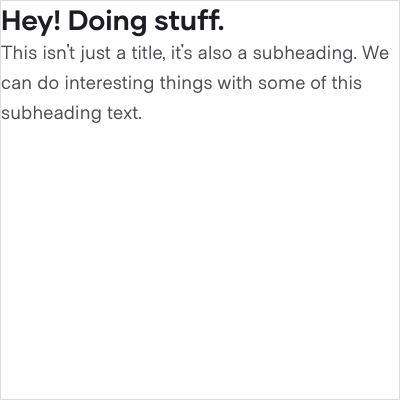 Hey! Doing stuff.
This isn't just a title, it's also a subheading. We
can do interesting things with some of this
subheading text.